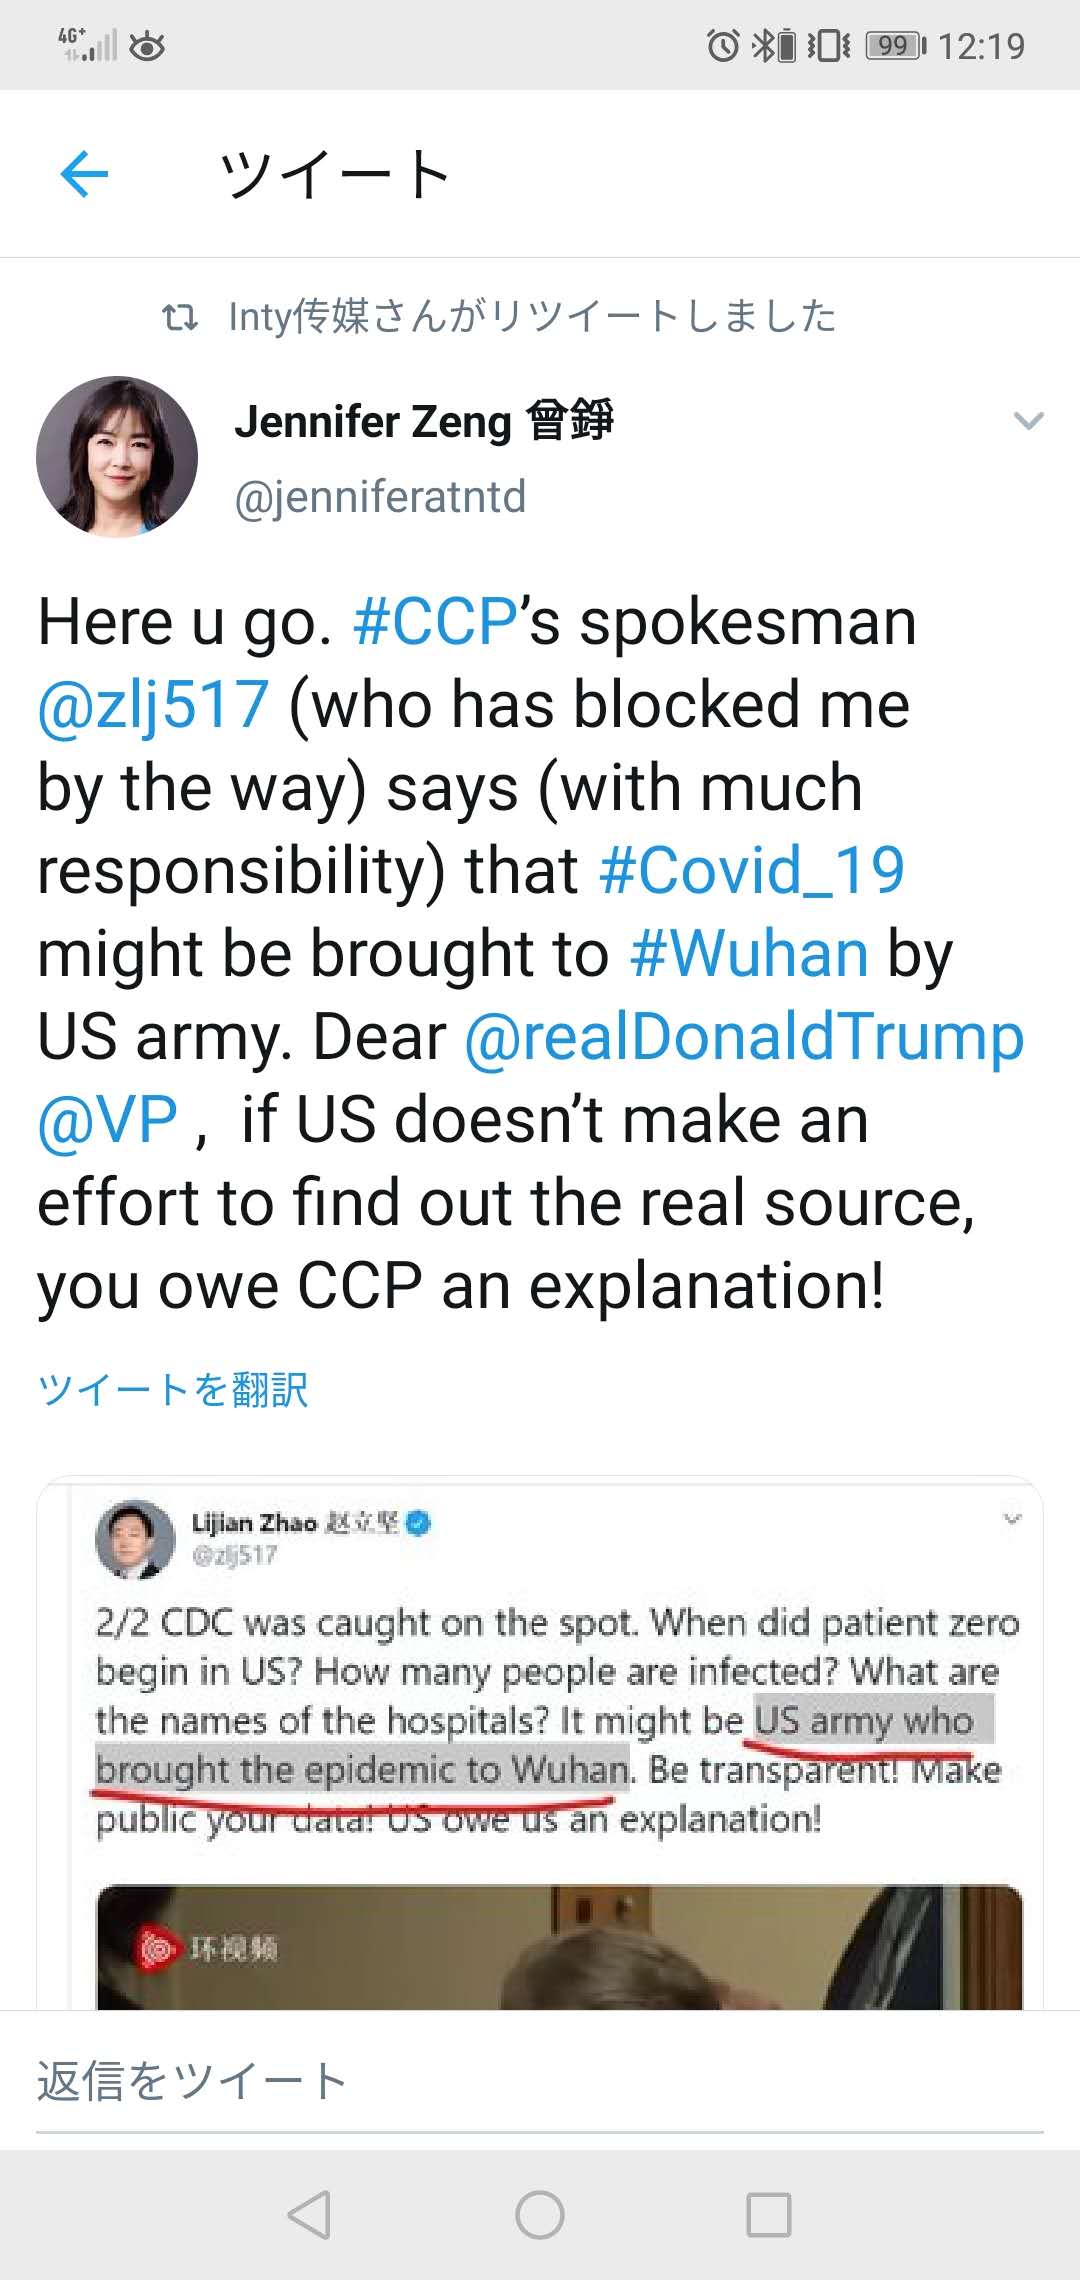 4G+
99 12:19
ツイート
Inty传媒さんがリツイートしました
Jennifer Zeng 曾錚
@jenniferatntd
Here u go. #CCP’s spokesman
@zlj517 (who has blocked me
by the way) says (with much
responsibility) that #Covid_19
might be brought to #Wuhan by
US army. Dear @realDonaldTrump
@VP ,  if US doesn’t make an
effort to find out the real source,
you owe CCP an explanation!
ツイートを翻訳
Lijian Zhao 赵立坚
@zlj517
2/2 CDC was caught on the spot. When did patient zero
begin in US? How many people are infected? What are
the names of the hospitals? It might be US army who
brought the epidemic to Wuhan. Be transparent! Make
public your data! US owe us an explanation!
环视频
返信をツイート